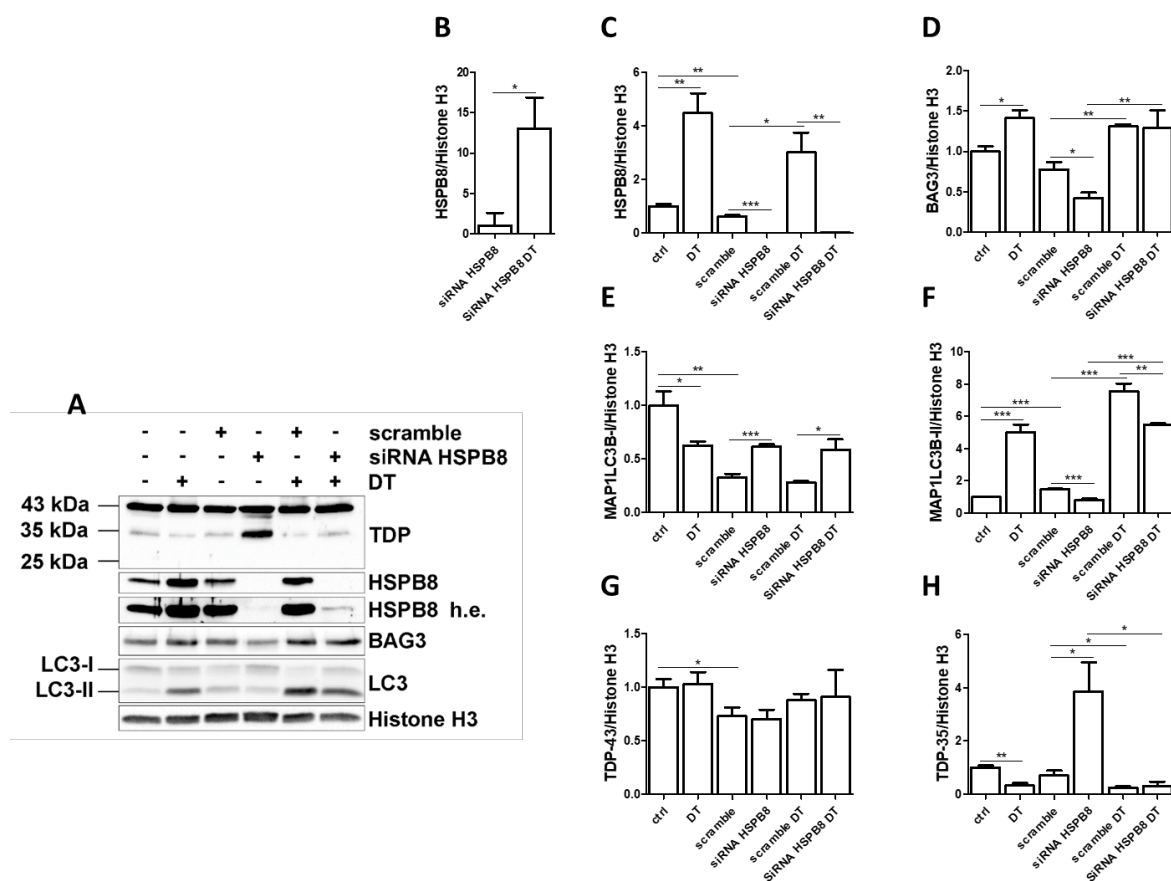 B
HSPB8/Histone H3
20
15
10
5
0
*
siRNA HSPB8
SiRNA HSPB8 DT
C
HSPB8/Histone H3
6
4
2
0
**
**
*
**
***
ctrl
DT
scramble
siRNA HSPB8
scramble DT
SiRNA HSPB8 DT
D
BAG3/Histone H3
2.0
1.5
1.0
0.5
0.0
*
**
**
*
ctrl
DT
scramble
siRNA HSPB8
scramble DT
SiRNA HSPB8 DT
A
- - + - + - scramble
- - - + - + siRNA HSPB8
- + - - + + DT
43 kDa
35 kDa
25 kDa
TDP
HSPB8
HSPB8 h.e.
BAG3
LC3-I
LC3-II
LC3
Histone H3
E
MAP1LC3B-I/Histone H3
1.5
1.0
0.5
0.0
**
*
***
*
ctrl
DT
scramble
siRNA HSPB8
scramble DT
SiRNA HSPB8 DT
F
MAP1LC3B-II/Histone H3
10
8
6
4
2
0
***
***
**
***
***
***
ctrl
DT
scramble
siRNA HSPB8
scramble DT
SiRNA HSPB8 DT
G
TDP-43/Histone H3
1.5
1.0
0.5
0.0
*
ctrl
DT
scramble
siRNA HSPB8
scramble DT
SiRNA HSPB8 DT
H
TDP-35/Histone H3
6
4
2
0
*
*
*
**
ctrl
DT
scramble
siRNA HSPB8
scramble DT
SiRNA HSPB8 DT